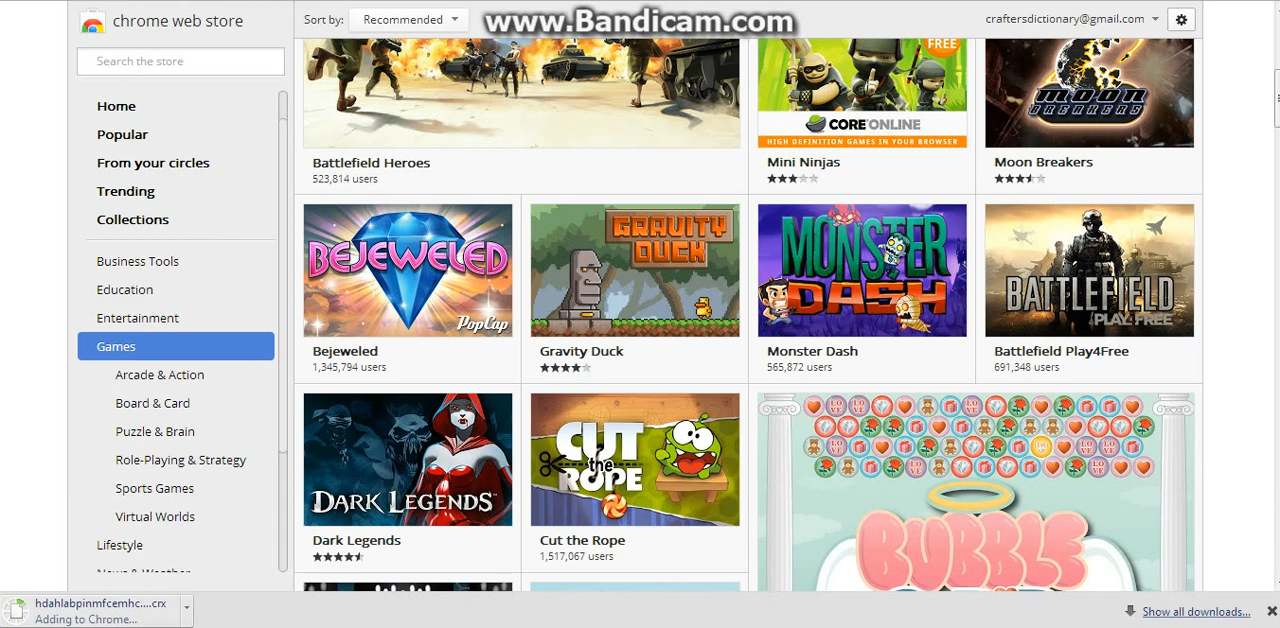 chrome web store
Sort by:
Recommended
www.Bandicam.com
craftersdictionary@gmail.com
Search the store
Home
Popular
From your circles
Trending
Collections
Business Tools
Education
Entertainment
Games
Arcade & Action
Board & Card
Puzzle & Brain
Role-Playing & Strategy
Sports Games
Virtual Worlds
Lifestyle
News & Weather
Battlefield Heroes
523,814 users
FREE
CORE ONLINE
HIGH DEFINITION GAMES IN YOUR BROWSER
Mini Ninjas
MOON
BREAKERS
Moon Breakers
BEJEWELED
PopCap
Bejeweled
1,345,794 users
GRAVITY
DUCK
Gravity Duck
MONSTER
DASH
Monster Dash
565,872 users
BATTLEFIELD
PLAY4FREE
Battlefield Play4Free
691,348 users
DARK LEGENDS
Dark Legends
CUT
the
ROPE
Cut the Rope
1,517,067 users
BUBBLE
hdahlabpinmfcemhc....crx
Adding to Chrome...
Show all downloads...